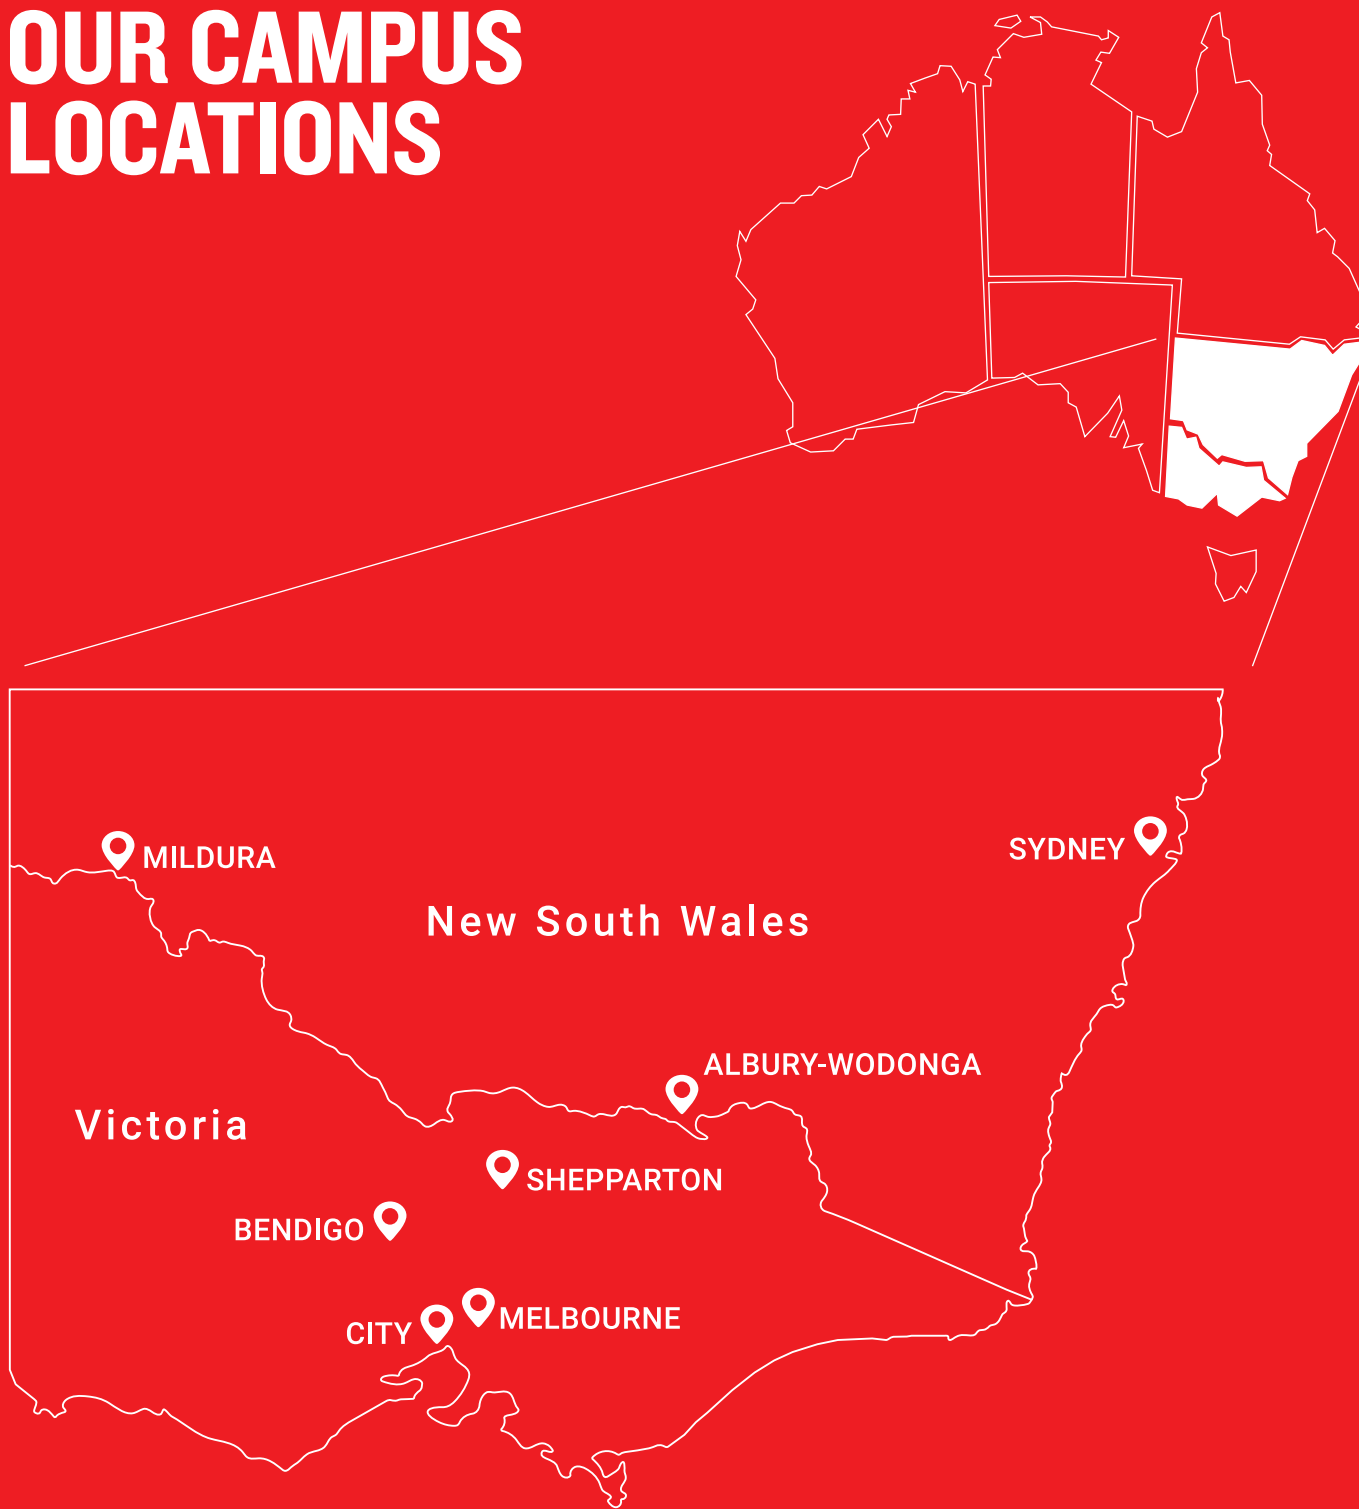 OUR CAMPUS
LOCATIONS
MILDURA
SYDNEY
New South Wales
ALBURY-WODONGA
Victoria
SHEPPARTON
BENDIGO
MELBOURNE
CITY